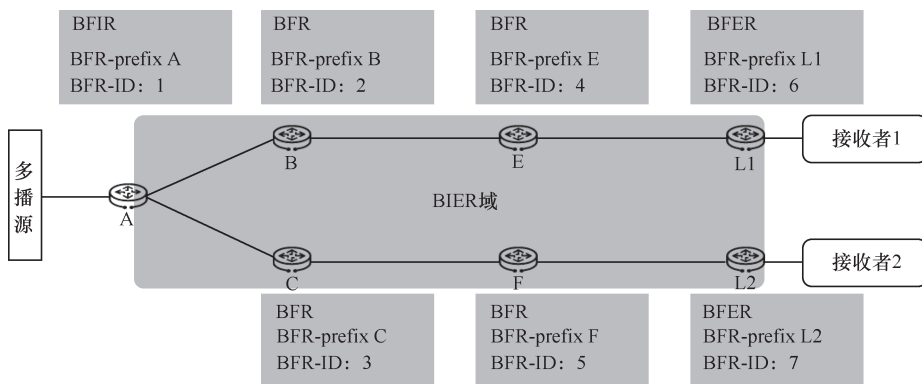 BFIR
BFR-prefix A
BFR-ID：1
BFR
BFR-prefix B
BFR-ID：2
BFR
BFR-prefix E
BFR-ID：4
BFER
BFR-prefix L1
BFR-ID：6
多播源
A
B
E
L1
接收者1
BIER域
C
F
L2
接收者2
BFR
BFR-prefix C
BFR-ID：3
BFR
BFR-prefix F
BFR-ID：5
BFER
BFR-prefix L2
BFR-ID：7